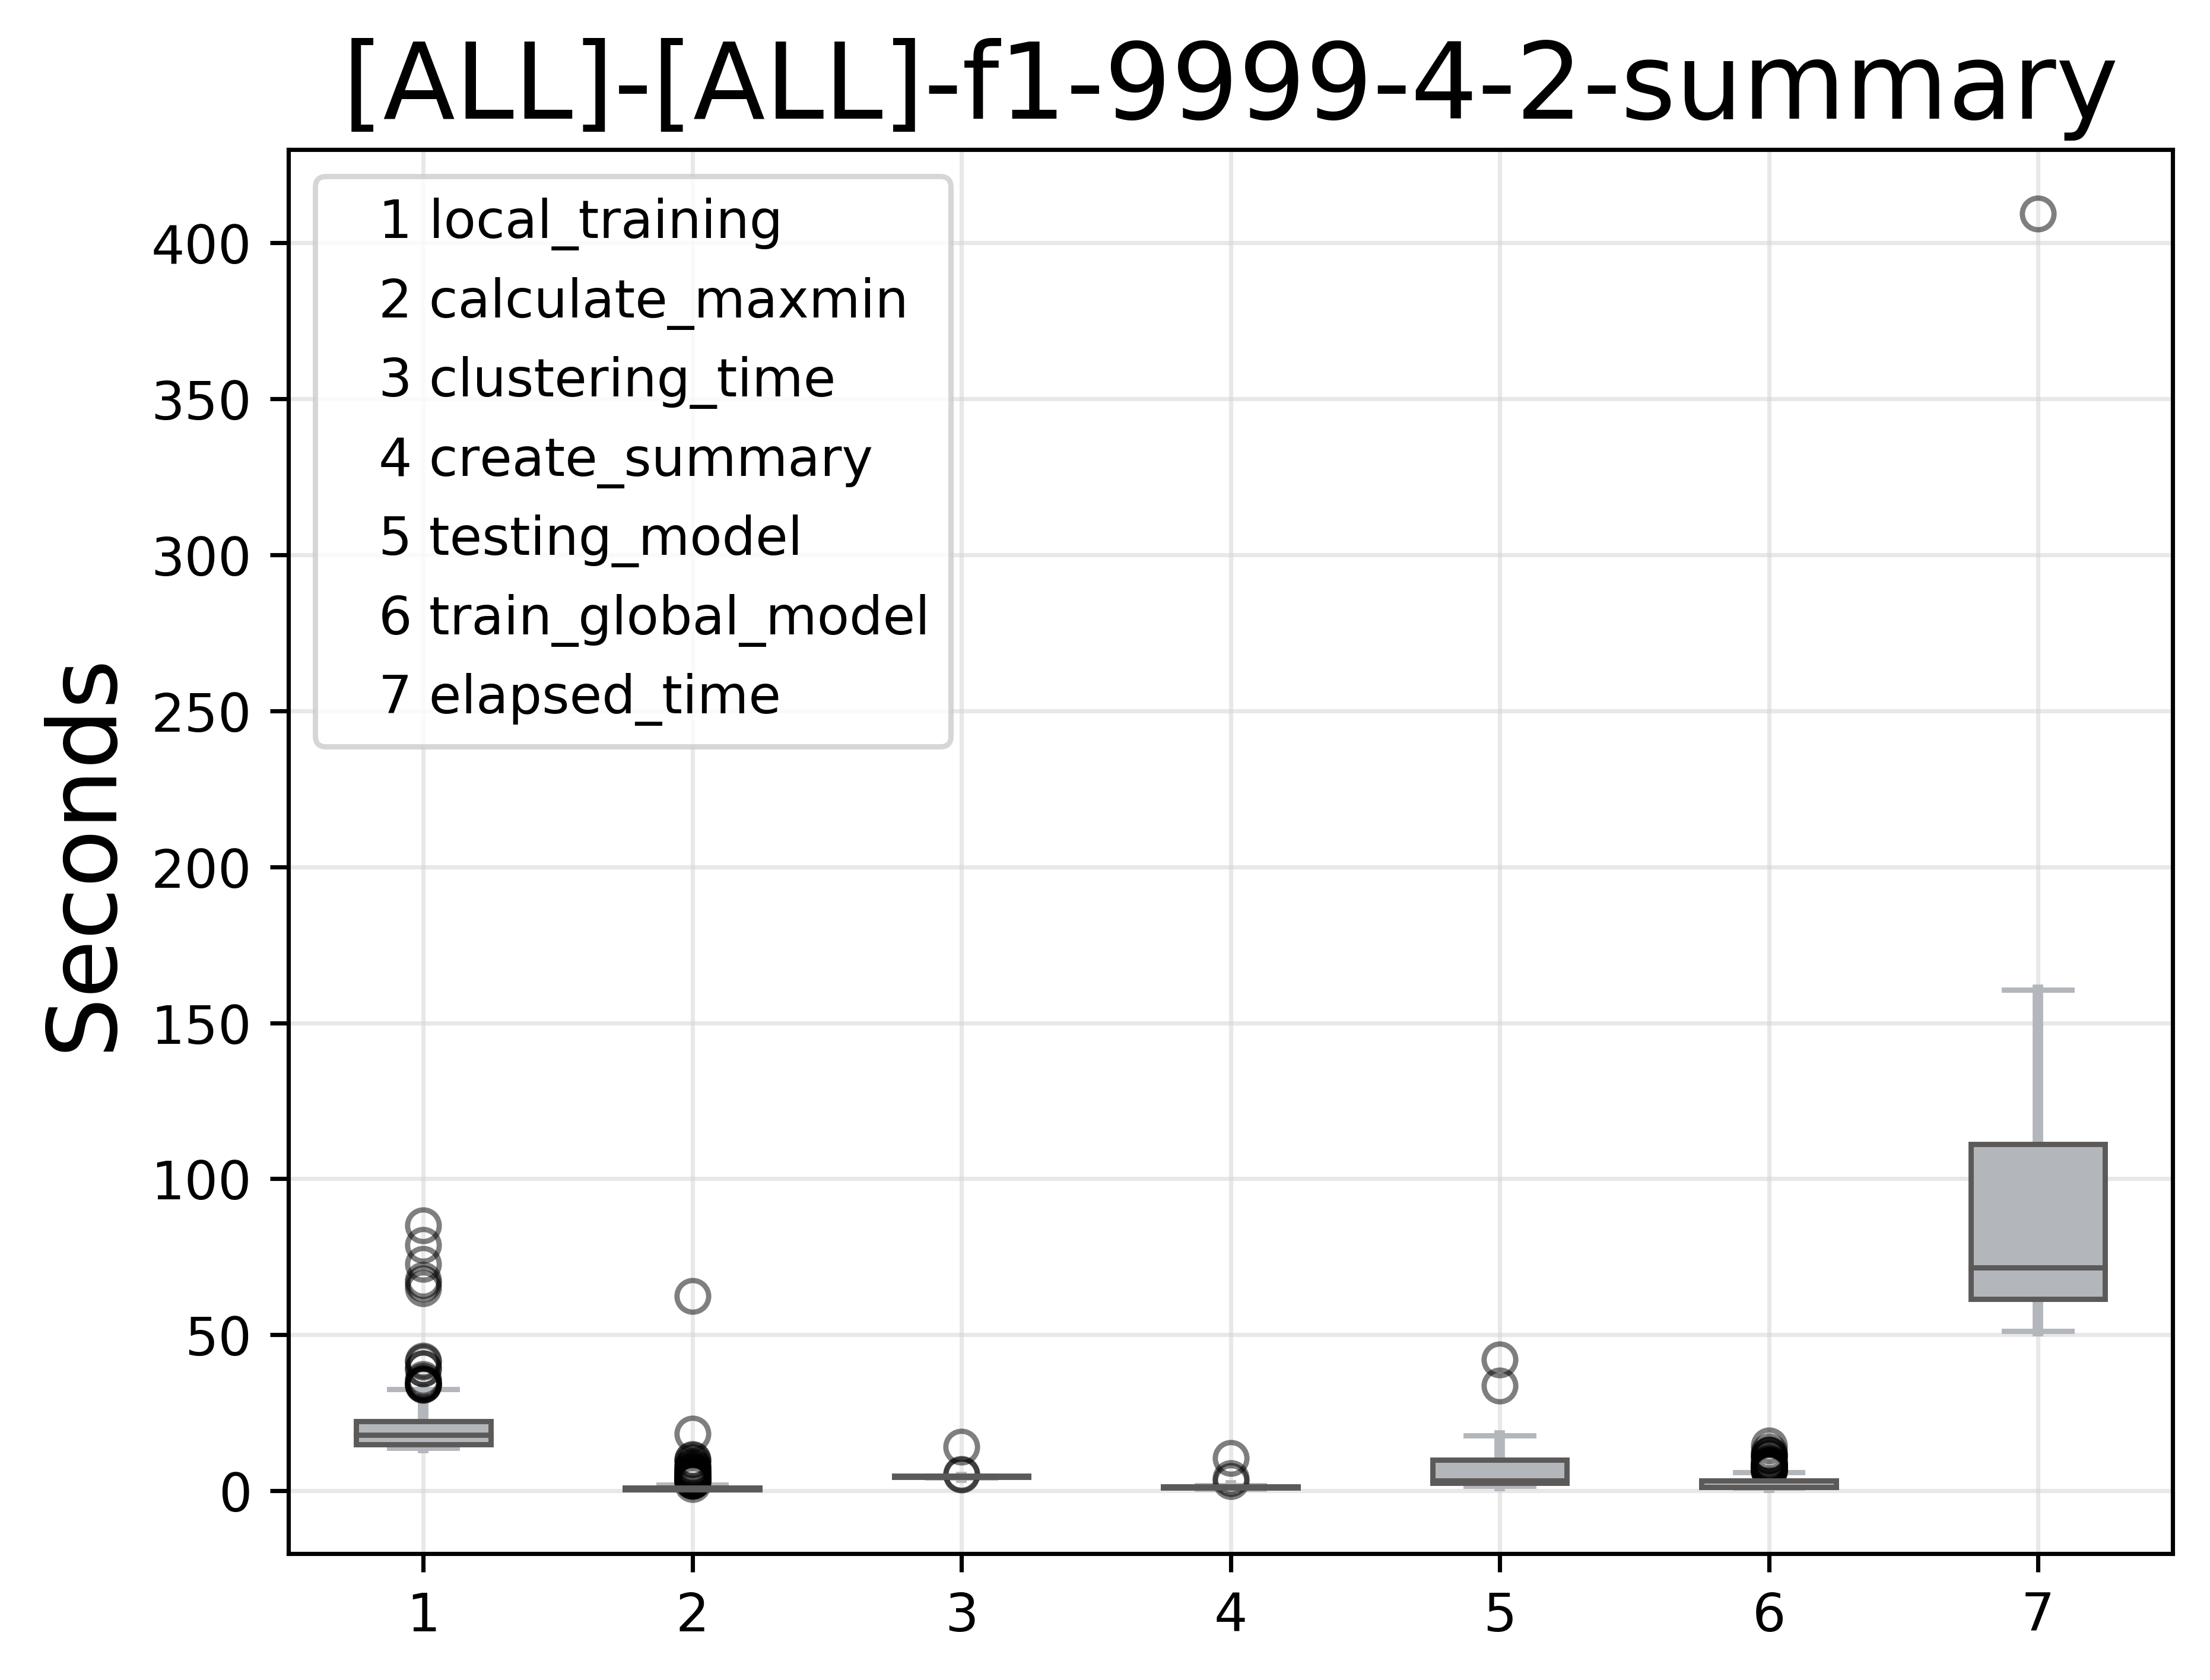 [ALL]-[ALL]-f1-9999-4-2-summary
1 local_training
2 calculate_maxmin
3 clustering_time
4 create_summary
5 testing_model
6 train_global_model
7 elapsed_time
Seconds
400
350
300
250
200
150
100
50
0
1 2 3 4 5 6 7